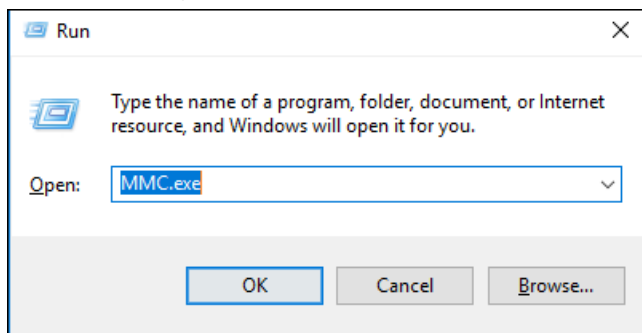 Run
Type the name of a program, folder, document, or Internet
resource, and Windows will open it for you.
Open: MMC.exe
OK Cancel Browse...